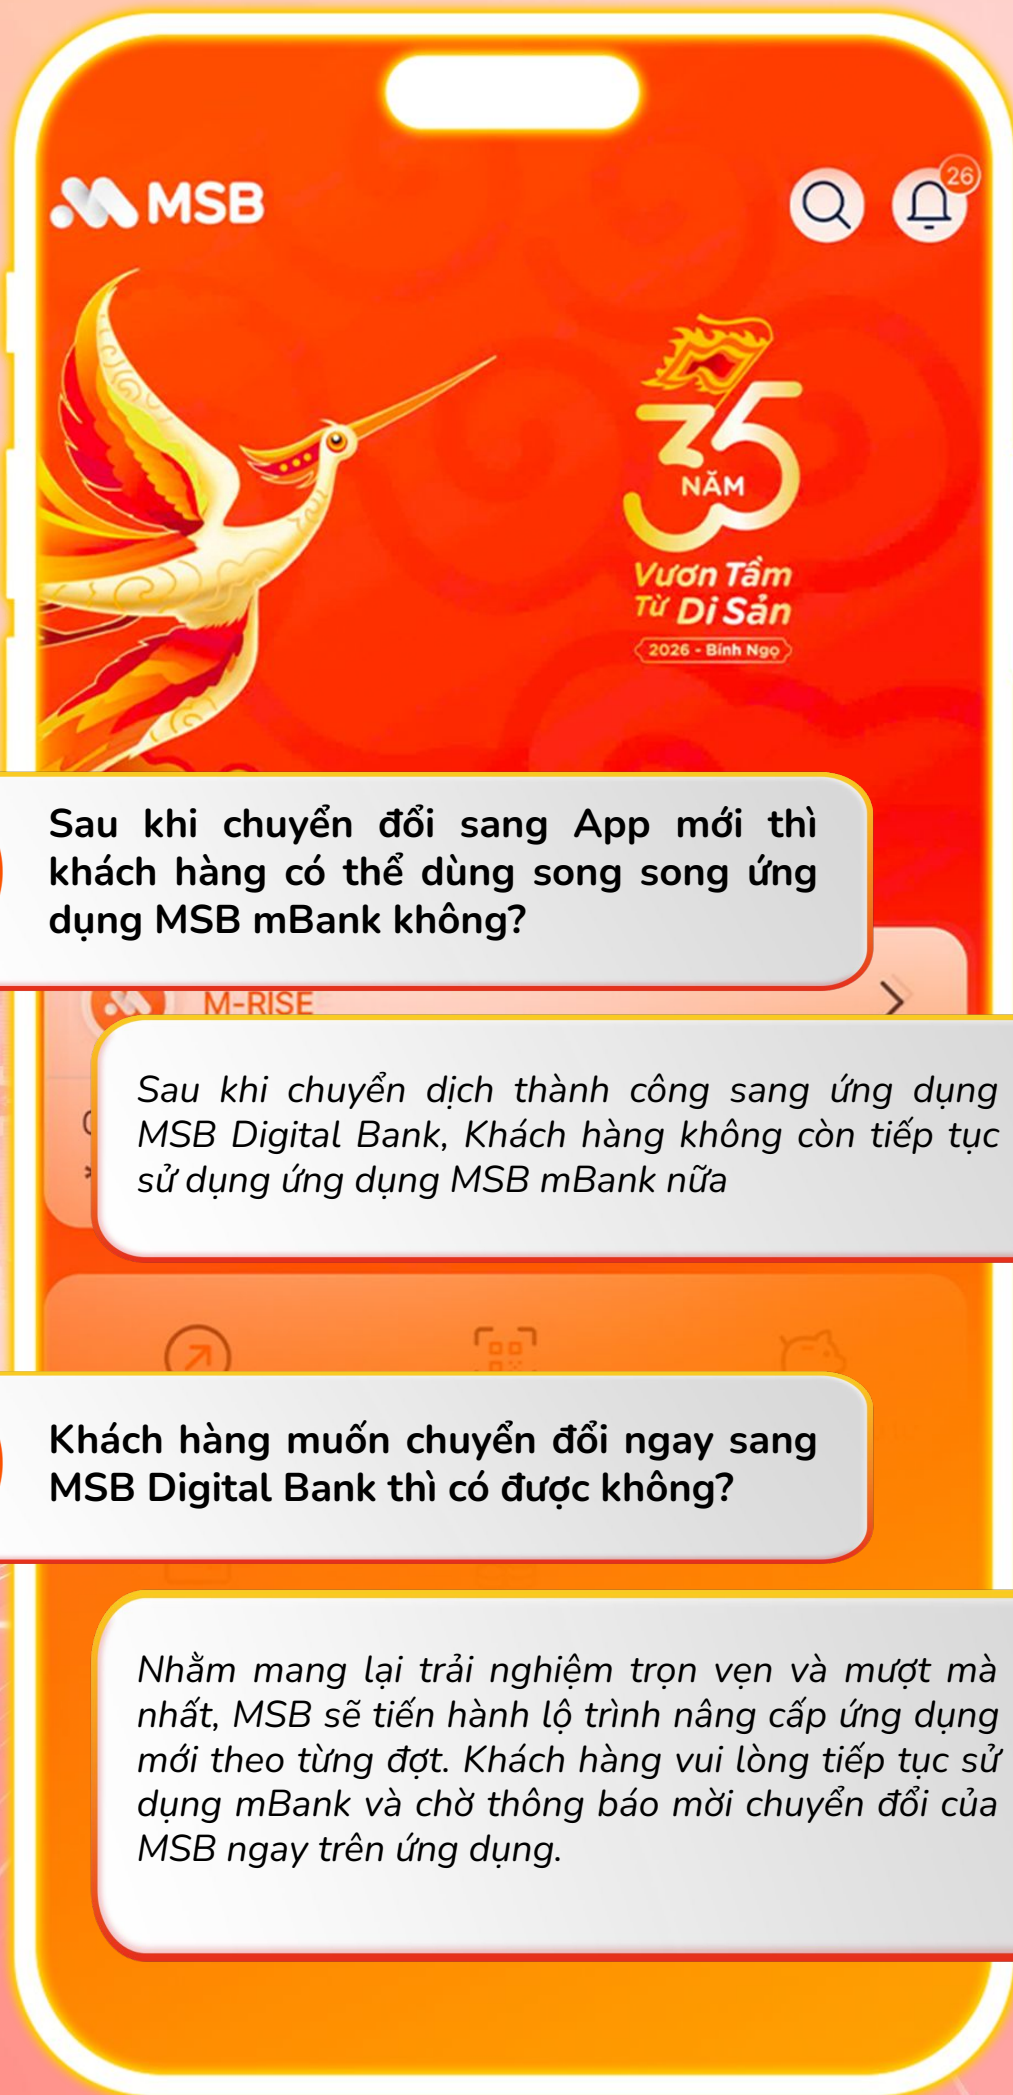 MSB
26
35
NĂM
Vươn Tầm
Từ Di Sản
2026 - Bính Ngọ
Sau khi chuyển đổi sang App mới thì
khách hàng có thể dùng song song ứng
dụng MSB mBank không?
M-RISE
Sau khi chuyển dịch thành công sang ứng dụng
MSB Digital Bank, Khách hàng không còn tiếp tục
sử dụng ứng dụng MSB mBank nữa
Khách hàng muốn chuyển đổi ngay sang
MSB Digital Bank thì có được không?
Nhằm mang lại trải nghiệm trọn vẹn và mượt mà
nhất, MSB sẽ tiến hành lộ trình nâng cấp ứng dụng
mới theo từng đợt. Khách hàng vui lòng tiếp tục sử
dụng mBank và chờ thông báo mời chuyển đổi của
MSB ngay trên ứng dụng.